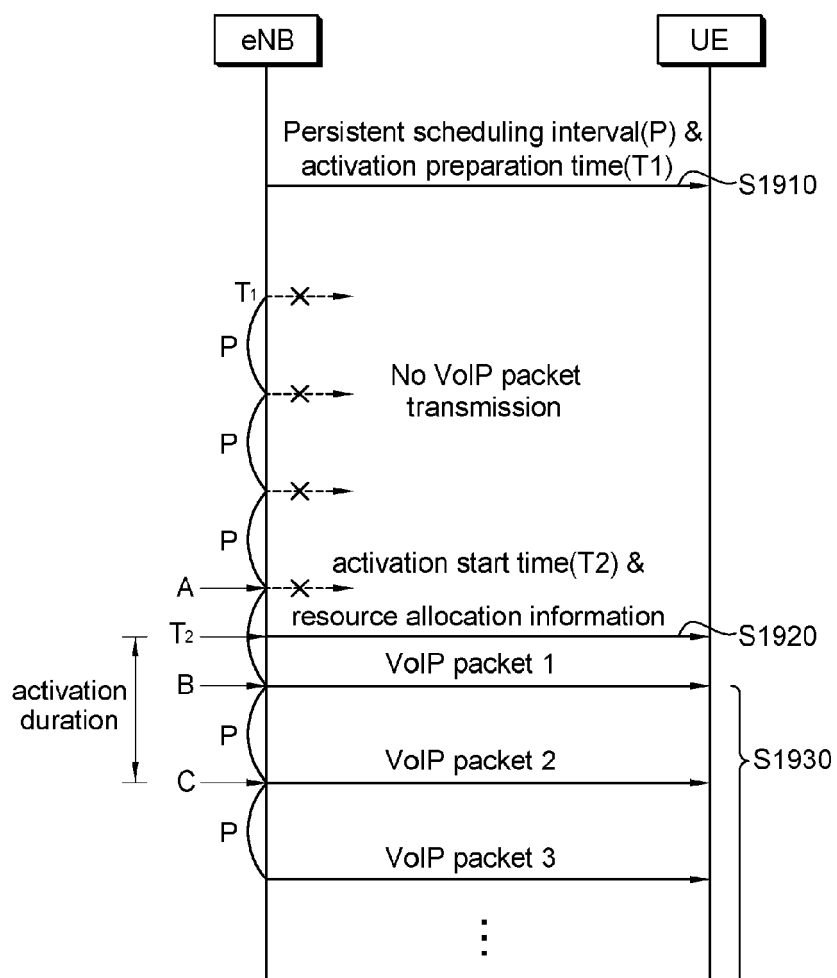 eNB
UE
Persistent scheduling interval(P) &
activation preparation time(T1)
S1910
T1
P
No VoIP packet
transmission
P
P
activation start time(T2) &
A
resource allocation information
T2
S1920
VoIP packet 1
activation
duration
B
P
VoIP packet 2
S1930
C
P
VoIP packet 3